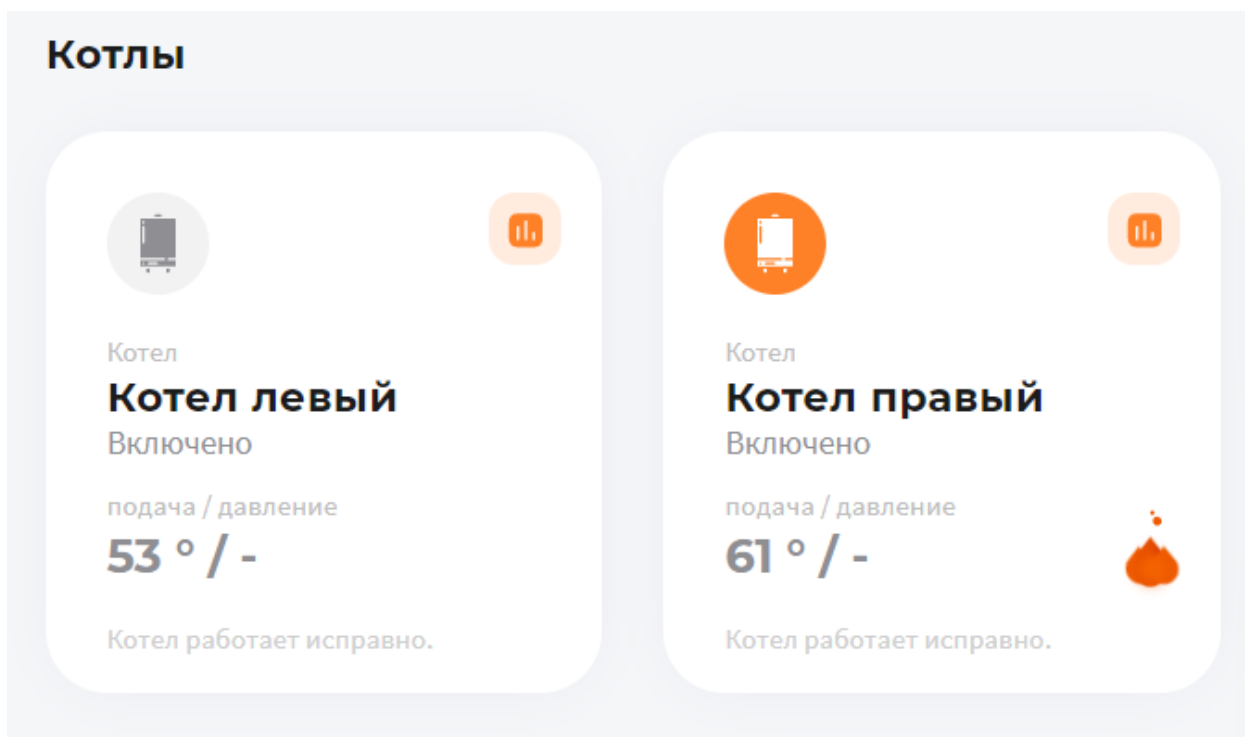 Котлы
Котел
Котел левый
Включено
подача / давление
53 ° / -
Котел работает исправно.
Котел
Котел правый
Включено
подача / давление
61 ° / -
Котел работает исправно.